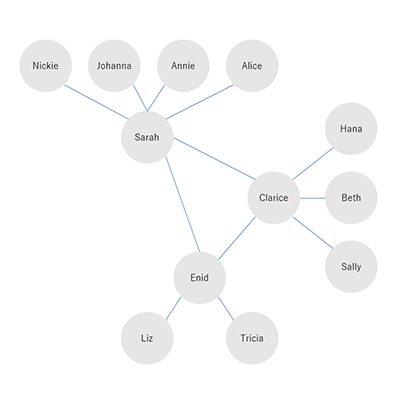 Nickie
Johanna
Annie
Alice
Sarah
Hana
Clarice
Beth
Sally
Enid
Liz
Tricia